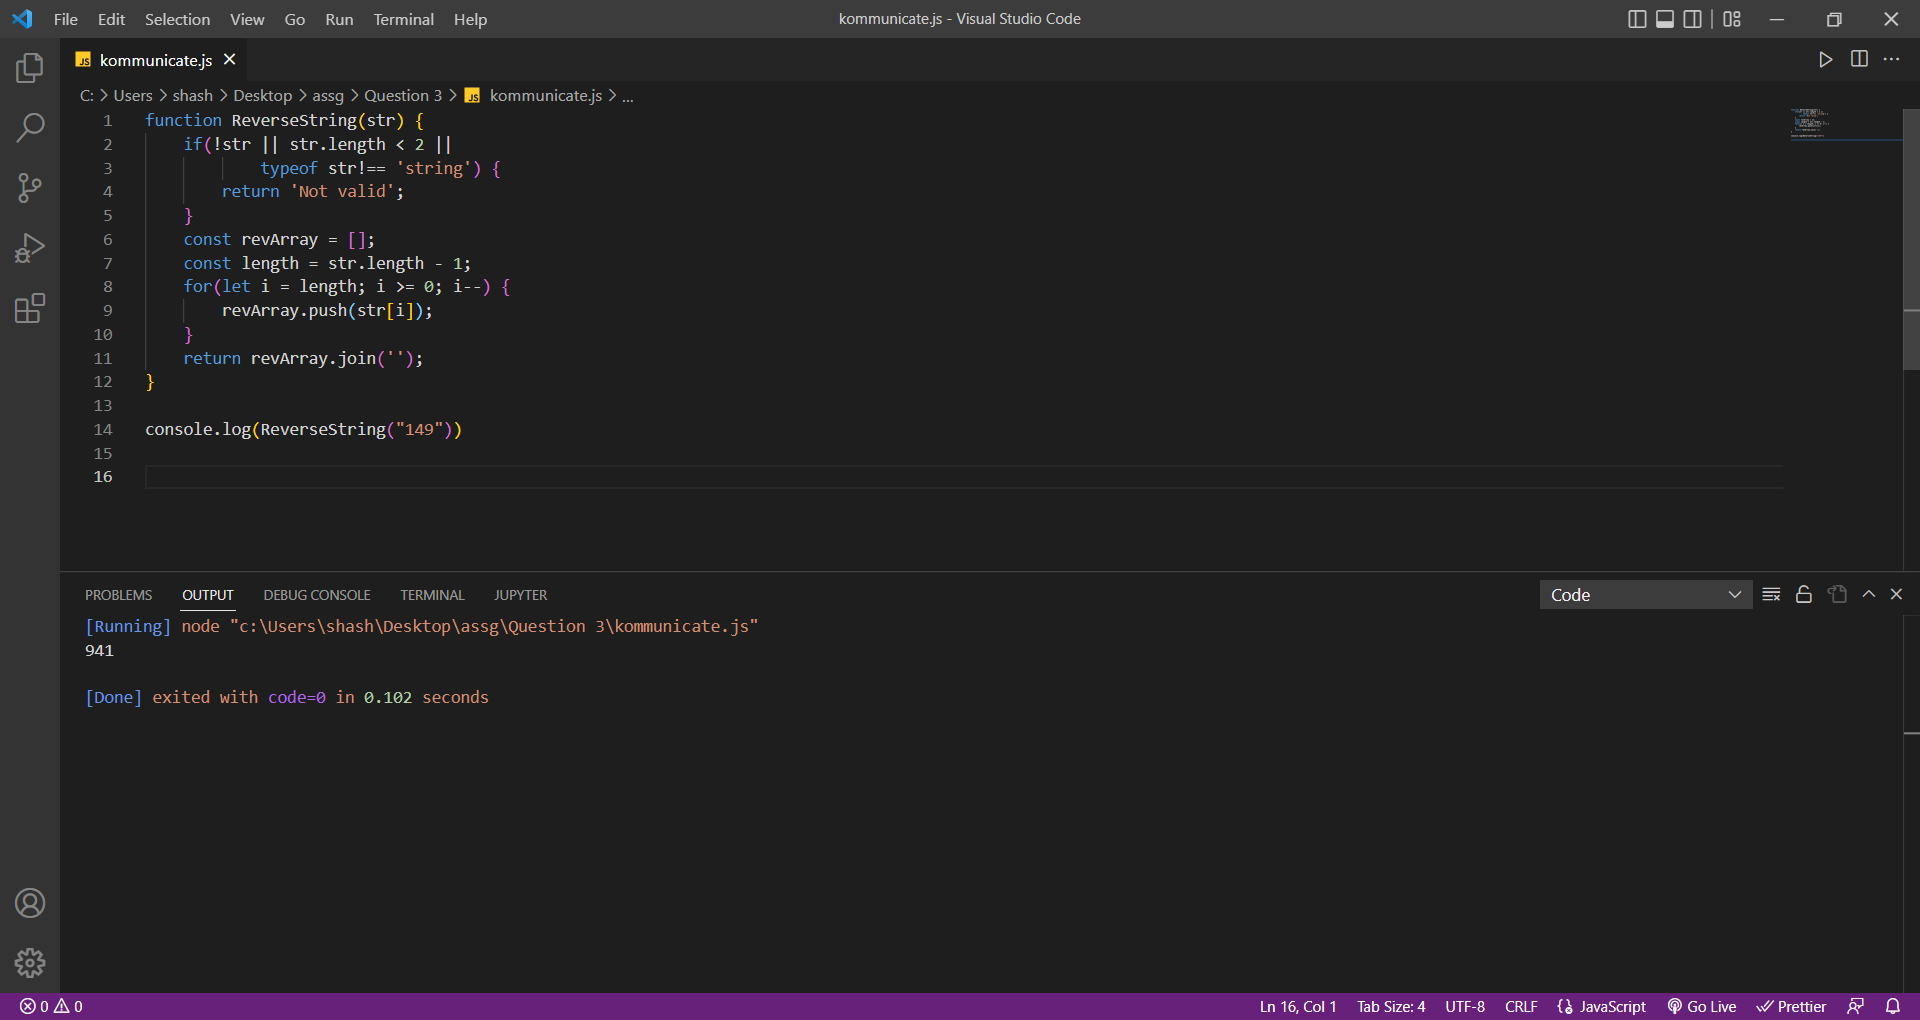 File Edit Selection View Go Run Terminal Help
kommunicate.js - Visual Studio Code
JS kommunicate.js
C: > Users > shash > Desktop > assg > Question 3 > JS kommunicate.js > ...
1 function ReverseString(str) {
2 if(!str || str.length < 2 ||
3 typeof str!== 'string') {
4 return 'Not valid';
5 }
6 const revArray = [];
7 const length = str.length - 1;
8 for(let i = length; i >= 0; i--) {
9 revArray.push(str[i]);
10 }
11 return revArray.join('');
12 }
13
14 console.log(ReverseString("149"))
15
16
PROBLEMS OUTPUT DEBUG CONSOLE TERMINAL JUPYTER
Code
[Running] node "c:\Users\shash\Desktop\assg\Question 3\kommunicate.js"
941
[Done] exited with code=0 in 0.102 seconds
0 0
Ln 16, Col 1 Tab Size: 4 UTF-8 CRLF JavaScript Go Live Prettier